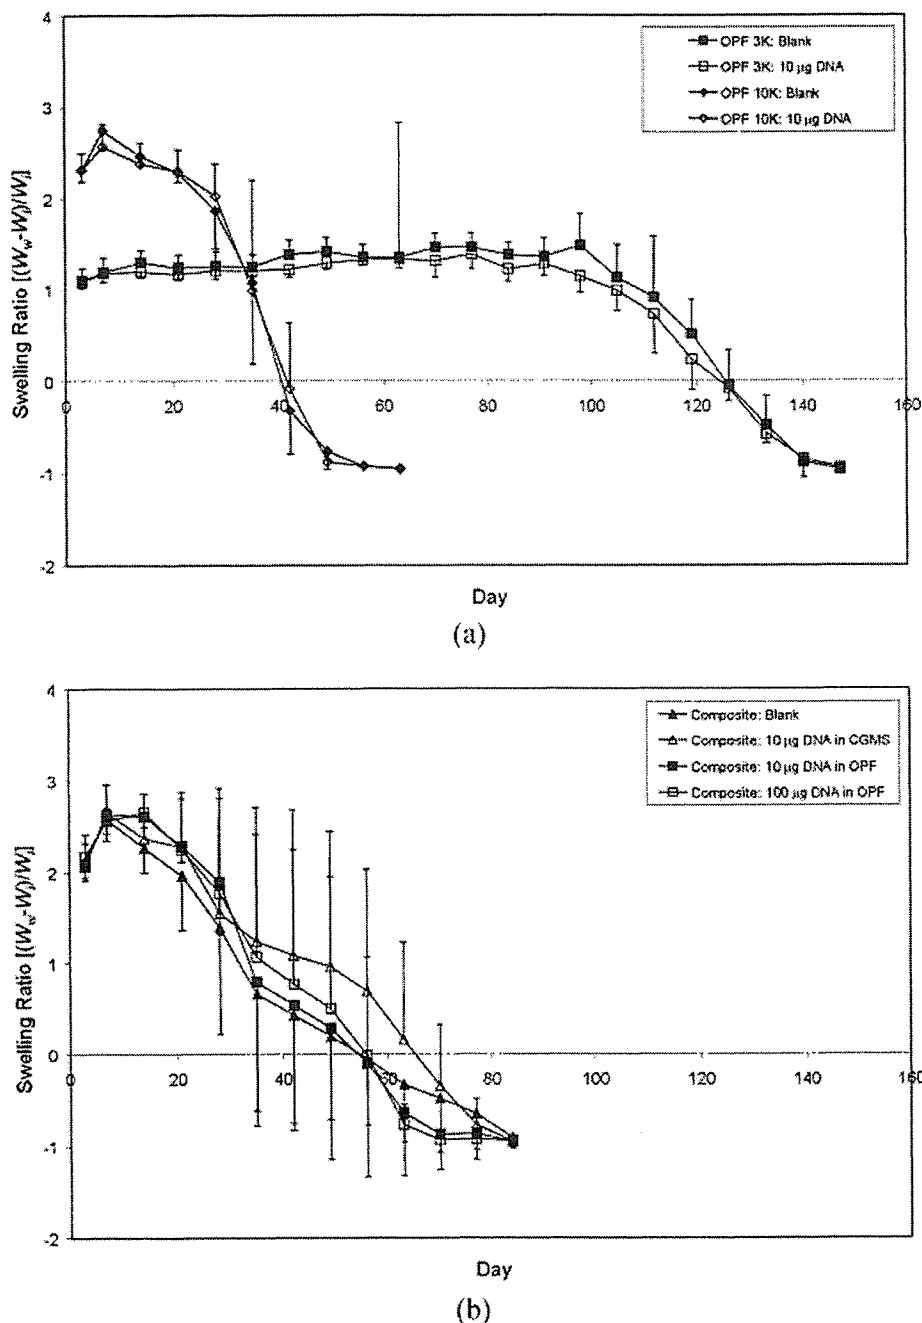 4
3
2
1
0
-1
-2
0 20 40 60 80 100 120 140 160
Swelling Ratio [(Ww-Wi)/Wi]
Day
OPF 3K: Blank
OPF 3K: 10 µg DNA
OPF 10K: Blank
OPF 10K: 10 µg DNA
(a)
4
3
2
1
0
-1
-2
0 20 40 60 80 100 120 140 160
Swelling Ratio [(Ww-Wi)/Wi]
Day
Composite: Blank
Composite: 10 µg DNA in CGMS
Composite: 10 µg DNA in OPF
Composite: 100 µg DNA in OPF
(b)